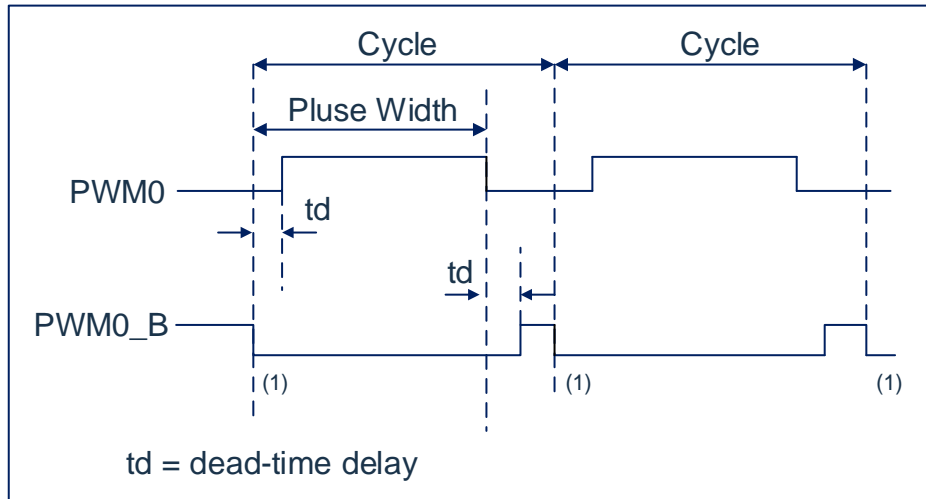 Cycle Cycle
Pluse Width
PWM0
td
td
PWM0_B
(1) (1) (1)
td = dead-time delay